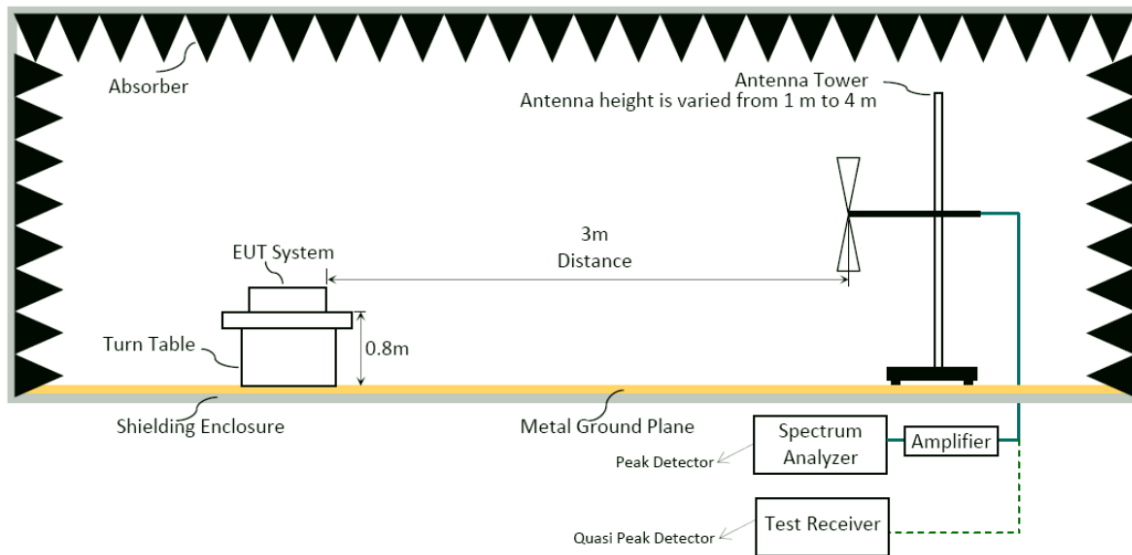 Absorber
Antenna Tower
Antenna height is varied from 1 m to 4 m
3m
Distance
EUT System
Turn Table
0.8m
Shielding Enclosure
Metal Ground Plane
Spectrum
Analyzer
Amplifier
Peak Detector
Test Receiver
Quasi Peak Detector